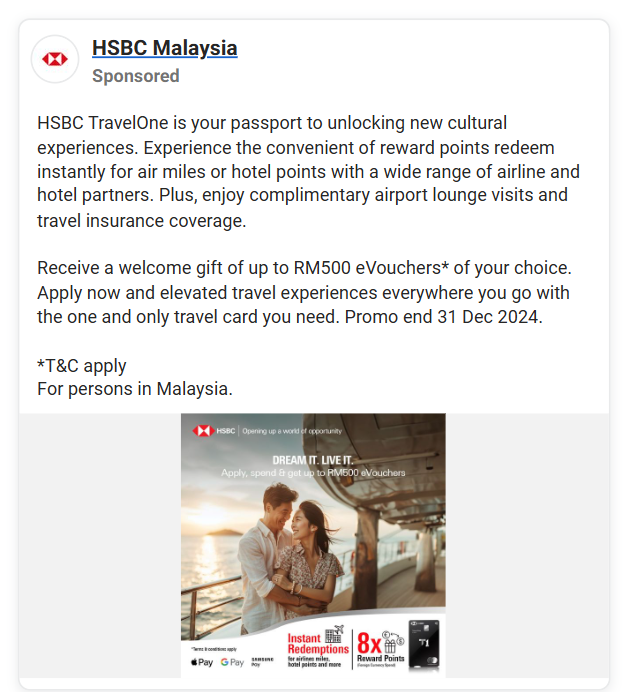 HSBC Malaysia
Sponsored
HSBC TravelOne is your passport to unlocking new cultural
experiences. Experience the convenient of reward points redeem
instantly for air miles or hotel points with a wide range of airline and
hotel partners. Plus, enjoy complimentary airport lounge visits and
travel insurance coverage.
Receive a welcome gift of up to RM500 eVouchers* of your choice.
Apply now and elevated travel experiences everywhere you go with
the one and only travel card you need. Promo end 31 Dec 2024.
*T&C apply
For persons in Malaysia.
HSBC | Opening up a world of opportunity
DREAM IT. LIVE IT.
Apply, spend & get up to RM500 eVouchers
*Terms & conditions apply
Pay G Pay SAMSUNG Pay
Instant
Redemptions
for airlines miles,
hotel points and more
8x
Reward Points
(Foreign Currency Spend)
T1